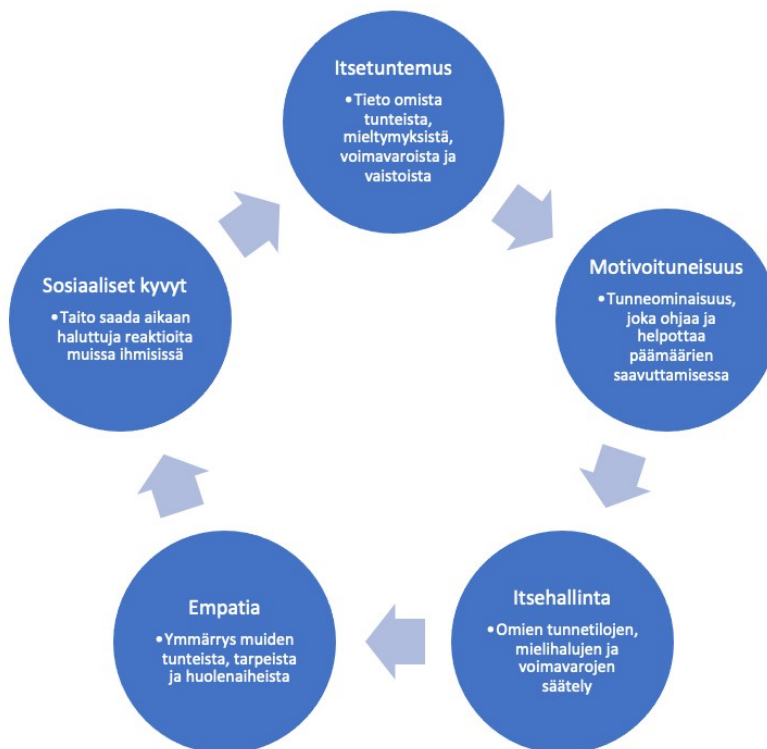 Itsetuntemus
•Tieto omista
tunteista,
mieltymyksistä,
voimavaroista ja
vaistoista
Motivoituneisuus
•Tunneominaisuus,
joka ohjaa ja
helpottaa
päämäärien
saavuttamisessa
Itsehallinta
•Omien tunnetilojen,
mielihalujen ja
voimavarojen
säätely
Empatia
•Ymmärrys muiden
tunteista, tarpeista
ja huolenaiheista
Sosiaaliset kyvyt
•Taito saada aikaan
haluttuja reaktioita
muissa ihmisissä